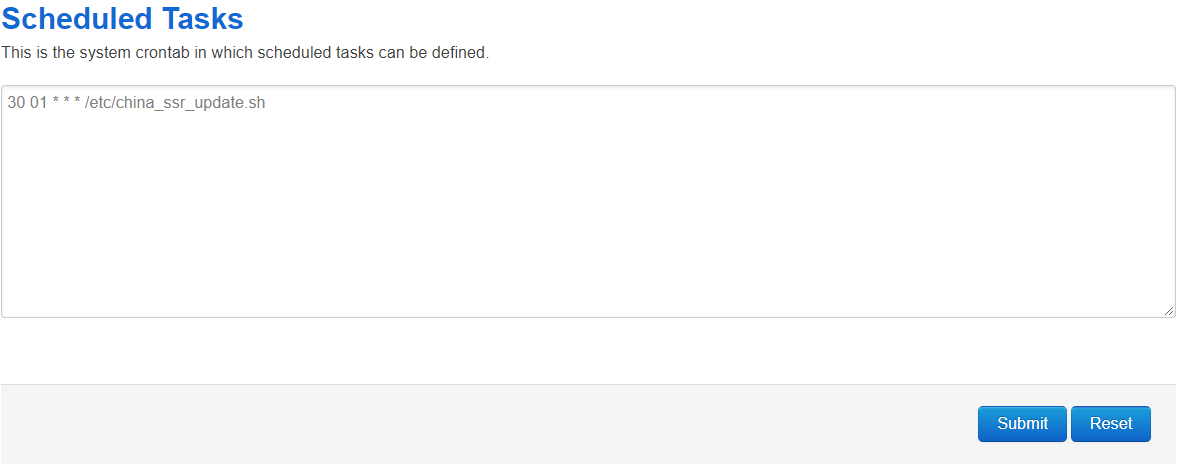 Scheduled Tasks
This is the system crontab in which scheduled tasks can be defined.
30 01 * * * /etc/china_ssr_update.sh
Submit Reset